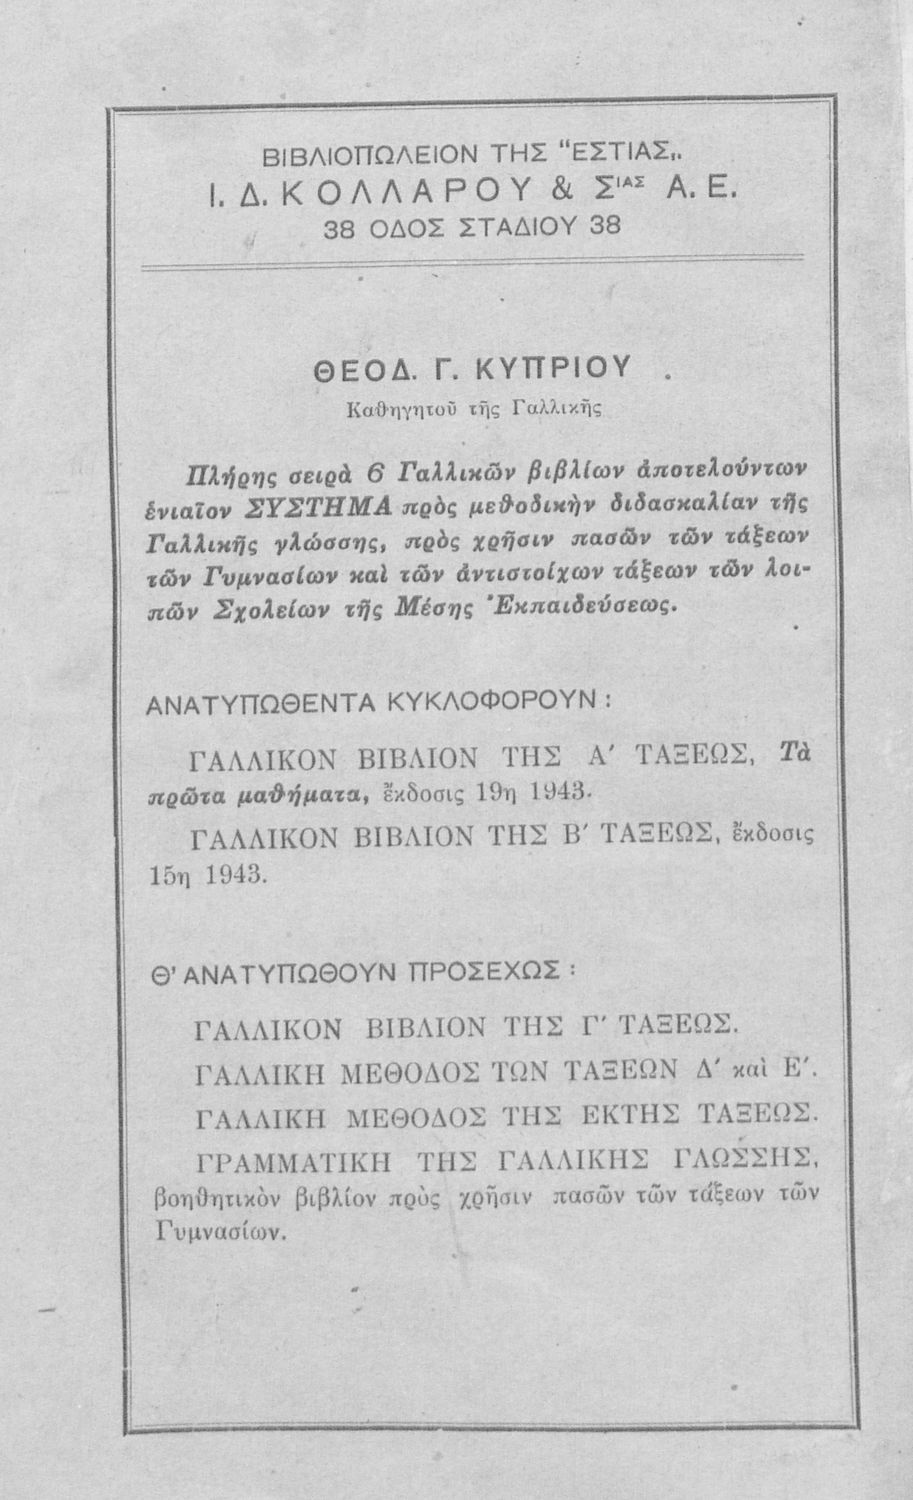 ΒΙΒΛΙΟΠΩΛΕΙΟΝ ΤΗΣ "ΕΣΤΙΑΣ„.
Ι. Δ. ΚΟΛΛΑΡΟΥ & ΣΙΑΣ Α. Ε.
38 ΟΔΟΣ ΣΤΑΔΙΟΥ 38
ΘΕΟΔ. Γ. ΚΥΠΡΙΟΥ
Καθηγητοῦ τῆς Γαλλικῆς
Πλήρης σειρὰ 6 Γαλλικῶν βιβλίων ἀποτελούντων
ἑνιαῖον ΣΥΣΤΗΜΑ πρὸς μεθοδικὴν διδασκαλίαν τῆς
Γαλλικῆς γλώσσης, πρὸς χρῆσιν πασῶν τῶν τάξεων
τῶν Γυμνασίων καὶ τῶν ἀντιστοίχων τάξεων τῶν λοι-
πῶν Σχολείων τῆς Μέσης Ἐκπαιδεύσεως.
ΑΝΑΤΥΠΩΘΕΝΤΑ ΚΥΚΛΟΦΟΡΟΥΝ :
ΓΑΛΛΙΚΟΝ ΒΙΒΛΙΟΝ ΤΗΣ Α′ ΤΑΞΕΩΣ, Τὰ
πρῶτα μαθήματα, ἔκδοσις 19η 1943.
ΓΑΛΛΙΚΟΝ ΒΙΒΛΙΟΝ ΤΗΣ Β′ ΤΑΞΕΩΣ, ἔκδοσις
15η 1943.
Θ' ΑΝΑΤΥΠΩΘΟΥΝ ΠΡΟΣΕΧΩΣ :
ΓΑΛΛΙΚΟΝ ΒΙΒΛΙΟΝ ΤΗΣ Γ′ ΤΑΞΕΩΣ.
ΓΑΛΛΙΚΗ ΜΕΘΟΔΟΣ ΤΩΝ ΤΑΞΕΩΝ Δ′ καὶ Ε′.
ΓΑΛΛΙΚΗ ΜΕΘΟΔΟΣ ΤΗΣ ΕΚΤΗΣ ΤΑΞΕΩΣ.
ΓΡΑΜΜΑΤΙΚΗ ΤΗΣ ΓΑΛΛΙΚΗΣ ΓΛΩΣΣΗΣ,
βοηθητικὸν βιβλίον πρὸς χρῆσιν πασῶν τῶν τάξεων τῶν
Γυμνασίων.